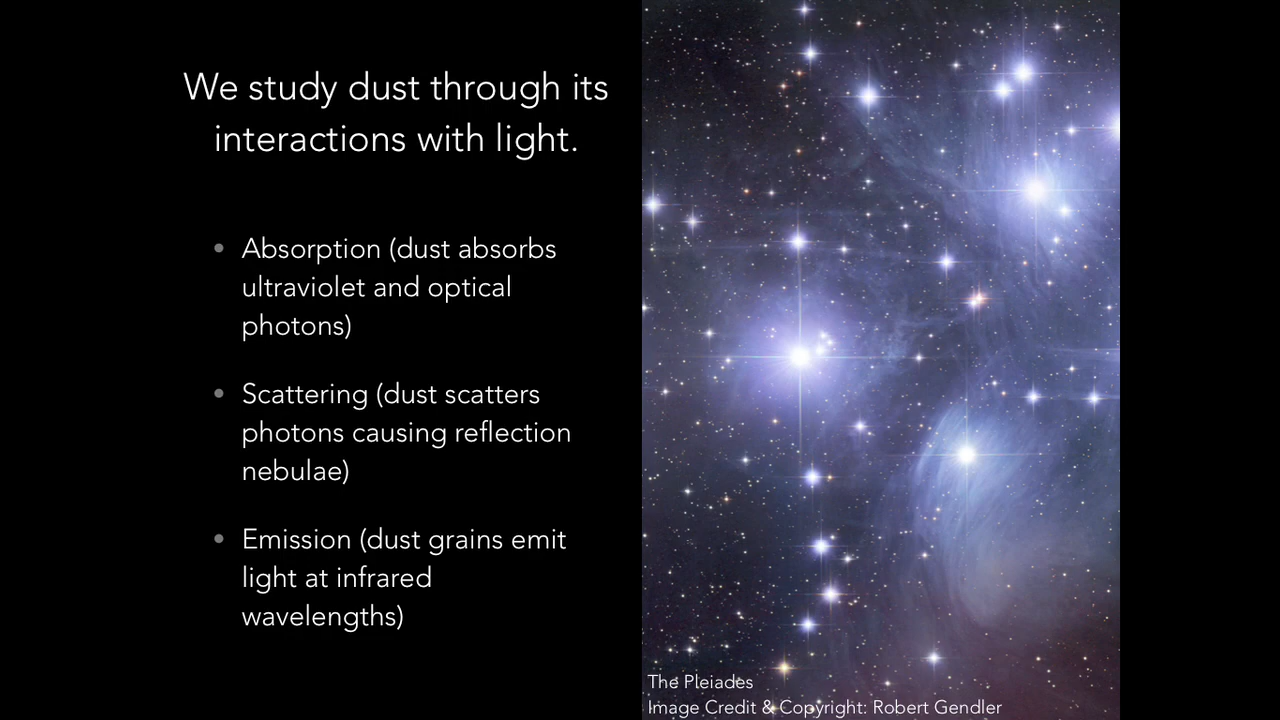 We study dust through its
interactions with light.
• Absorption (dust absorbs
ultraviolet and optical
photons)
• Scattering (dust scatters
photons causing reflection
nebulae)
• Emission (dust grains emit
light at infrared
wavelengths)
The Pleiades
Image Credit & Copyright: Robert Gendler